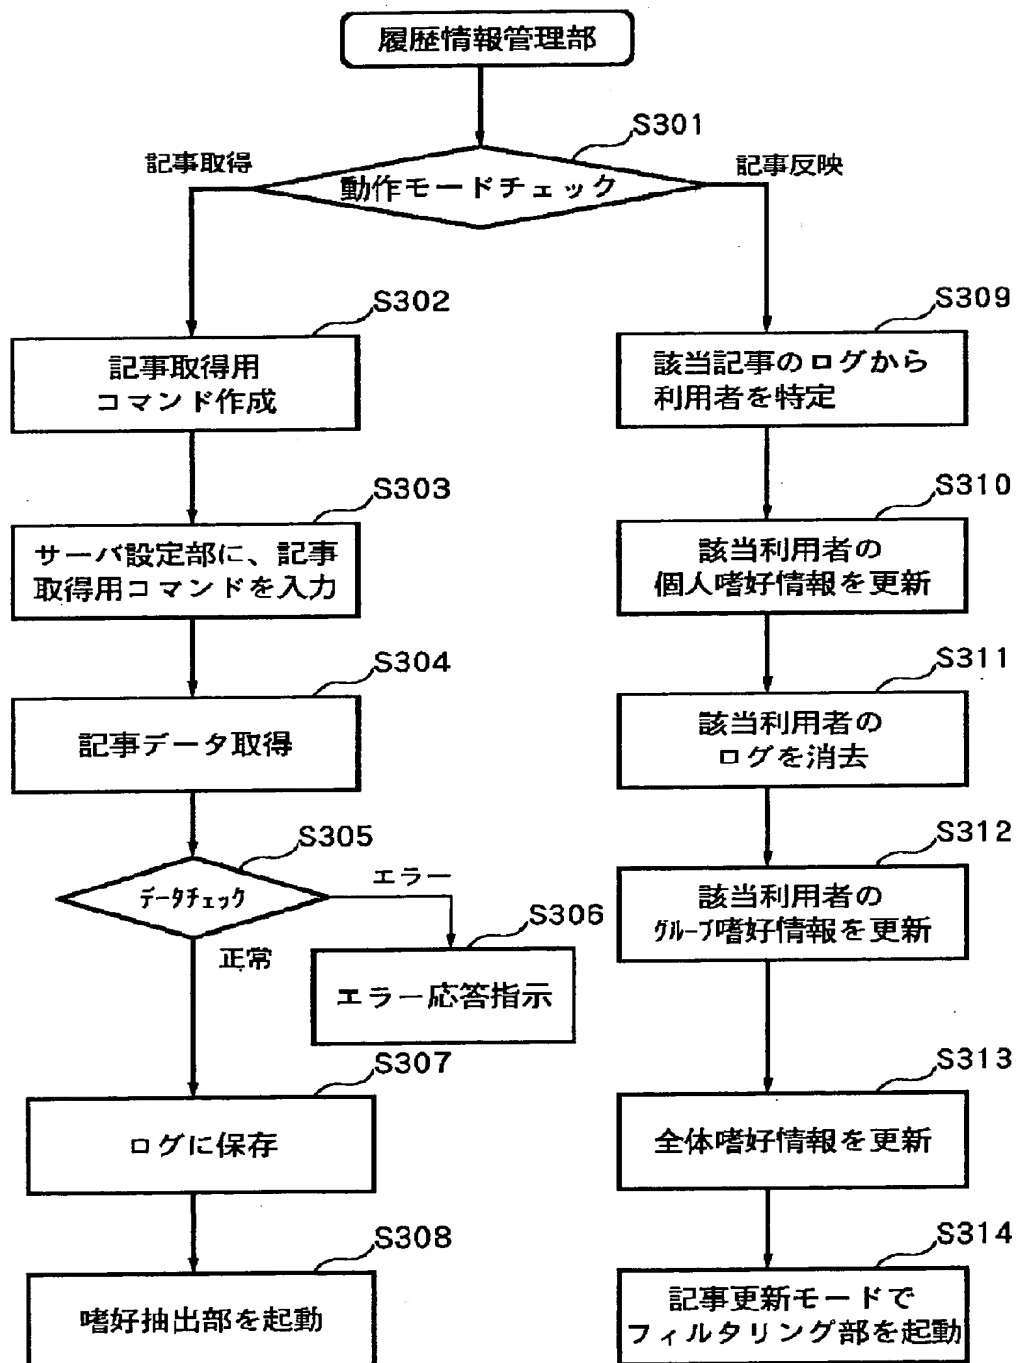 履歴情報管理部
S301
記事取得
動作モードチェック
記事反映
S302
記事取得用
コマンド作成
S303
サーバ設定部に、記事
取得用コマンドを入力
S304
記事データ取得
S305
データチェック
エラー
正常
S306
エラー応答指示
S307
ログに保存
S308
嗜好抽出部を起動
S309
該当記事のログから
利用者を特定
S310
該当利用者の
個人嗜好情報を更新
S311
該当利用者の
ログを消去
S312
該当利用者の
グループ嗜好情報を更新
S313
全体嗜好情報を更新
S314
記事更新モードで
フィルタリング部を起動